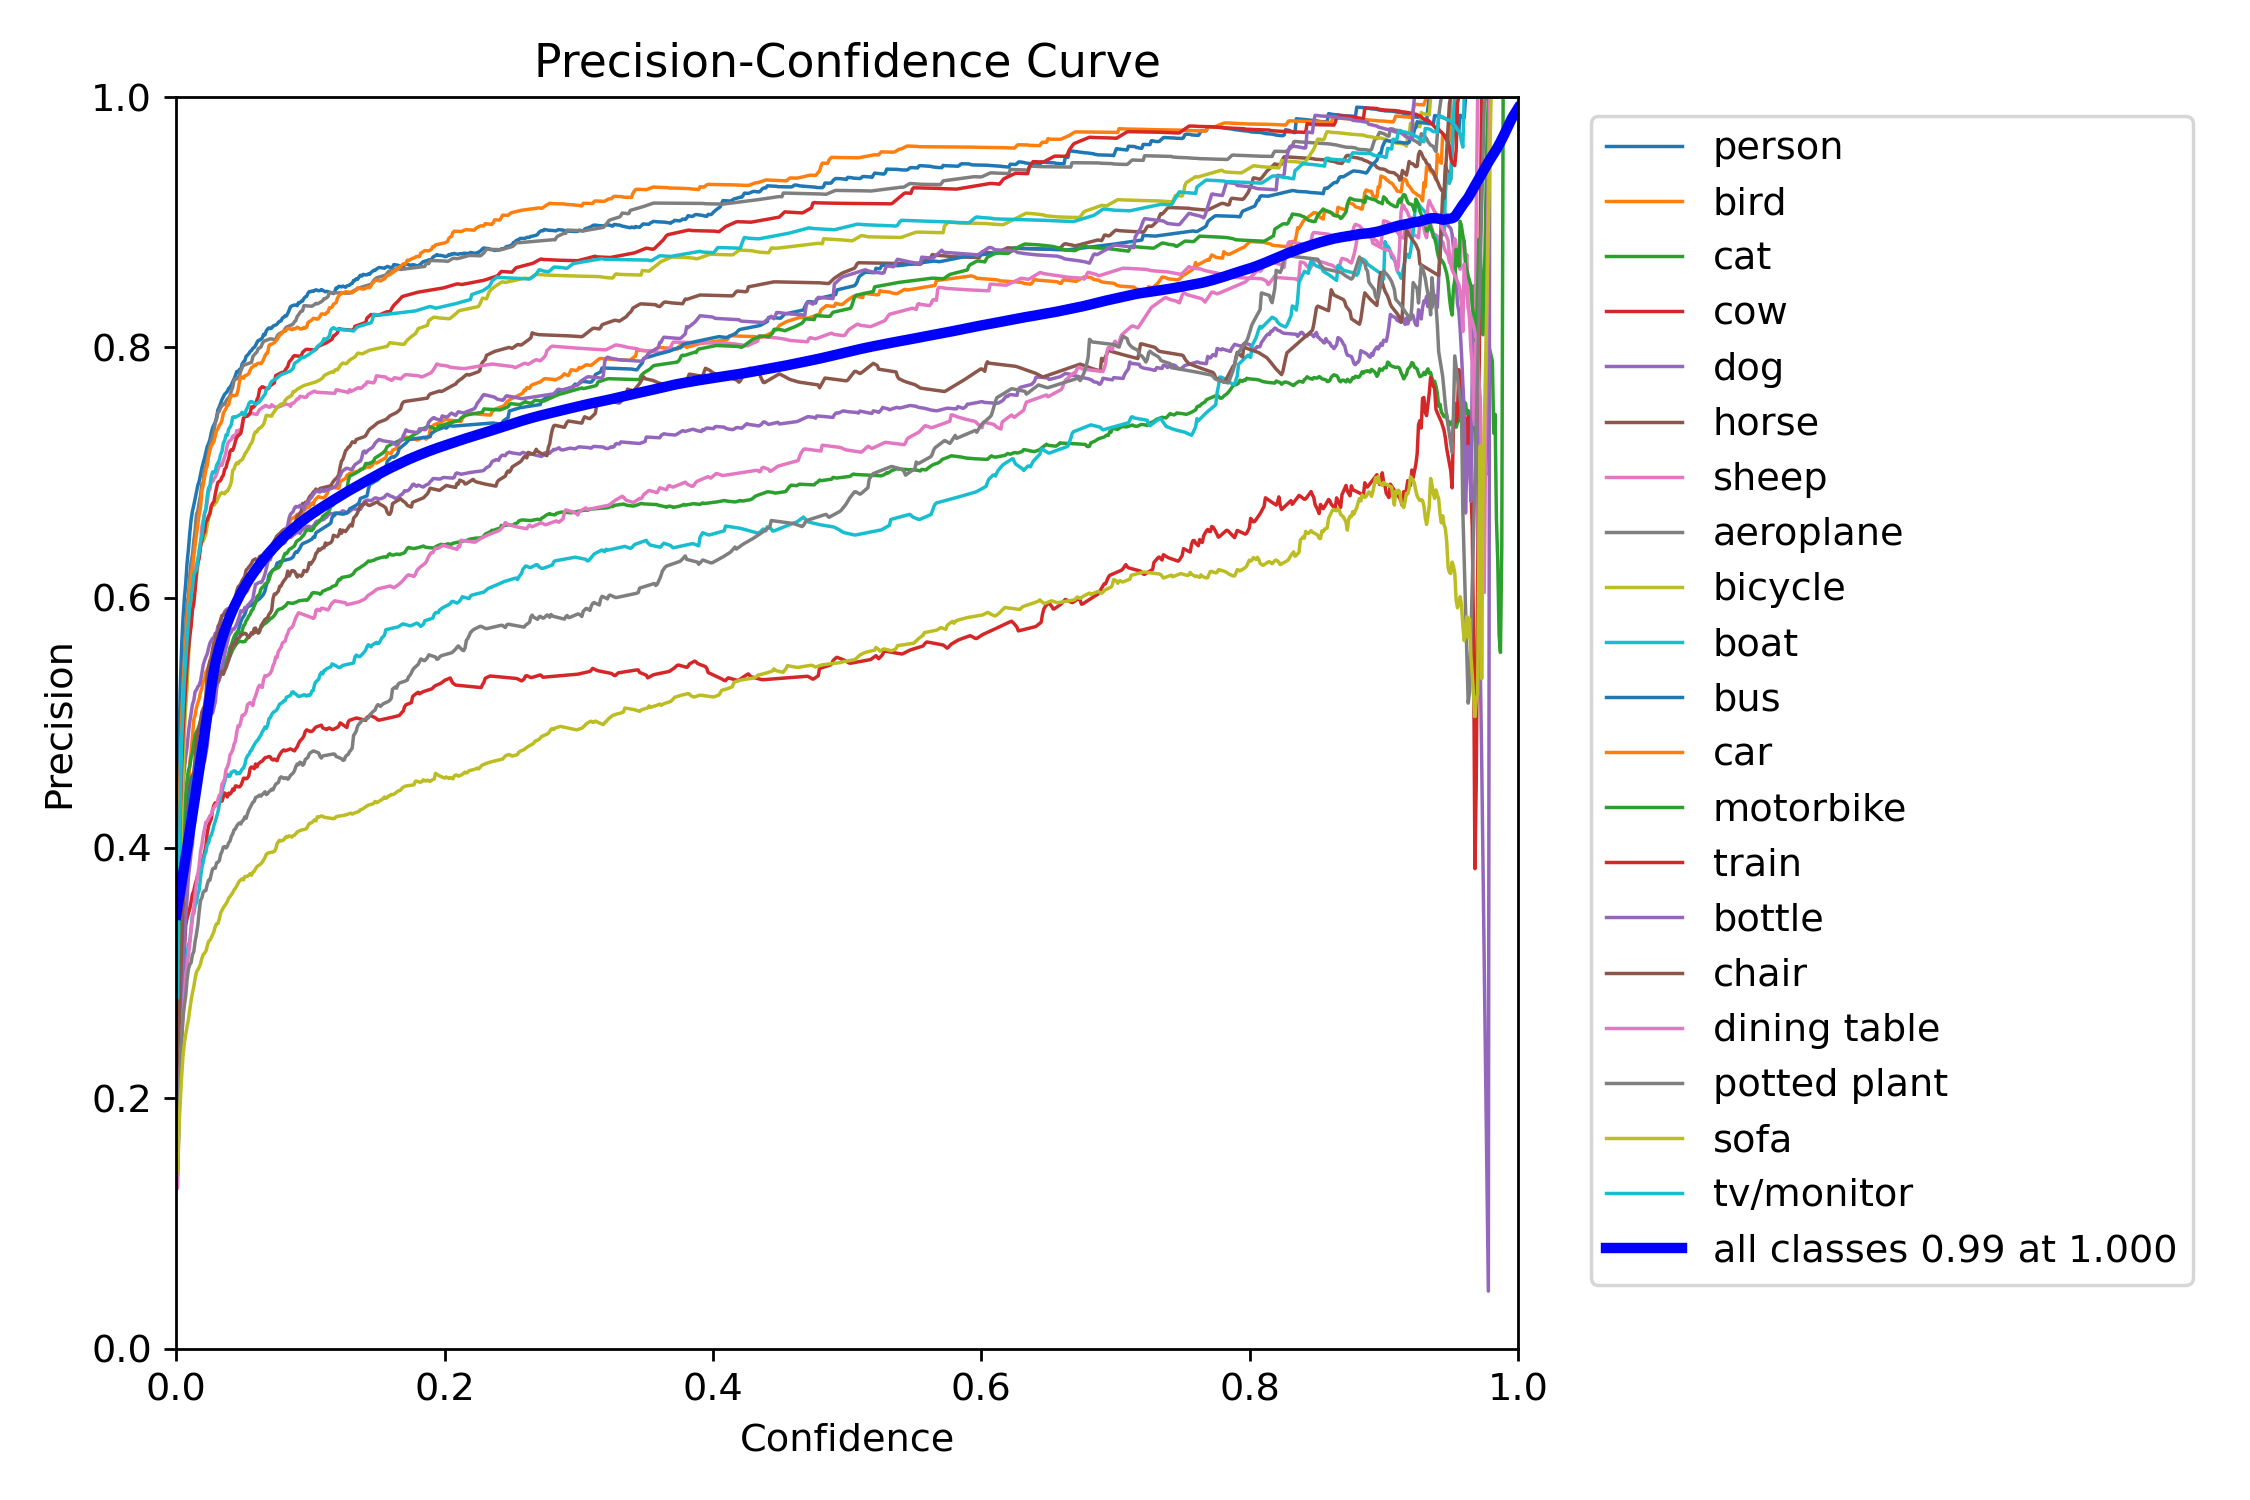 Precision-Confidence Curve
1.0
0.8
0.6
0.4
0.2
0.0
Precision
0.0 0.2 0.4 0.6 0.8 1.0
Confidence
person
bird
cat
cow
dog
horse
sheep
aeroplane
bicycle
boat
bus
car
motorbike
train
bottle
chair
dining table
potted plant
sofa
tv/monitor
all classes 0.99 at 1.000